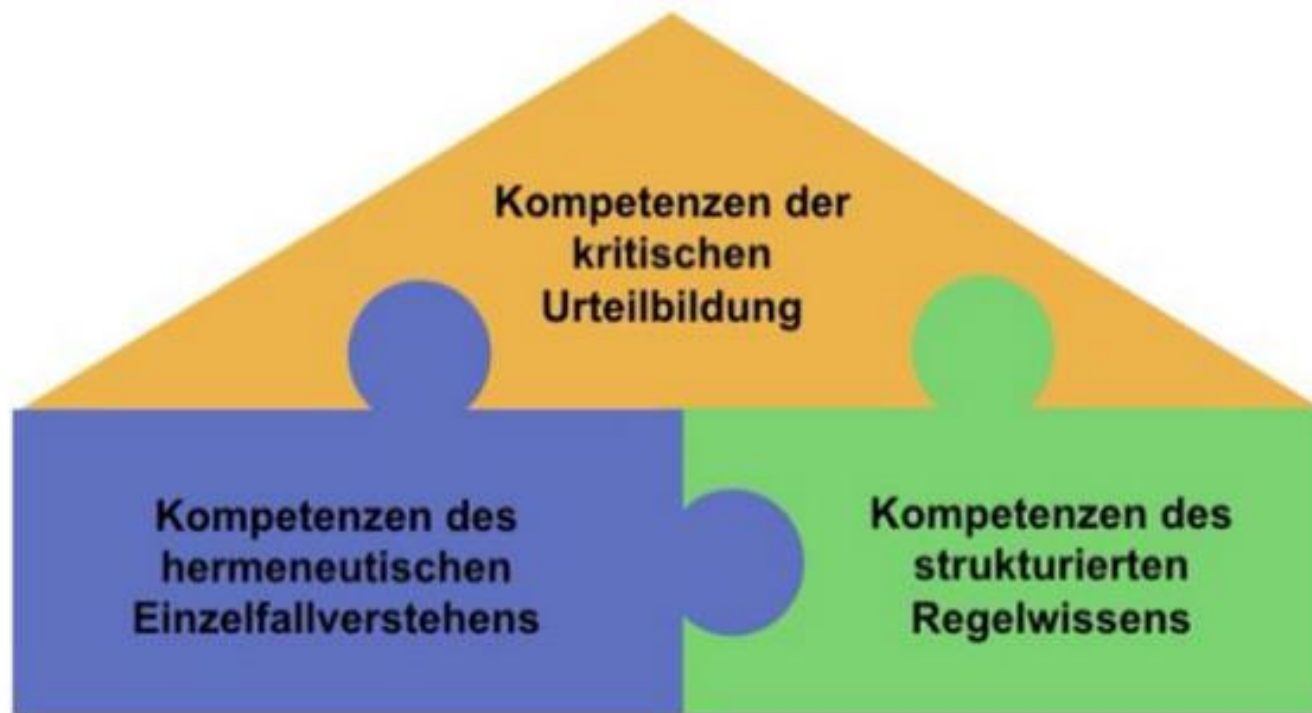 Kompetenzen der
kritischen
Urteilbildung
Kompetenzen des
hermeneutischen
Einzelfallverstehens
Kompetenzen des
strukturierten
Regelwissens